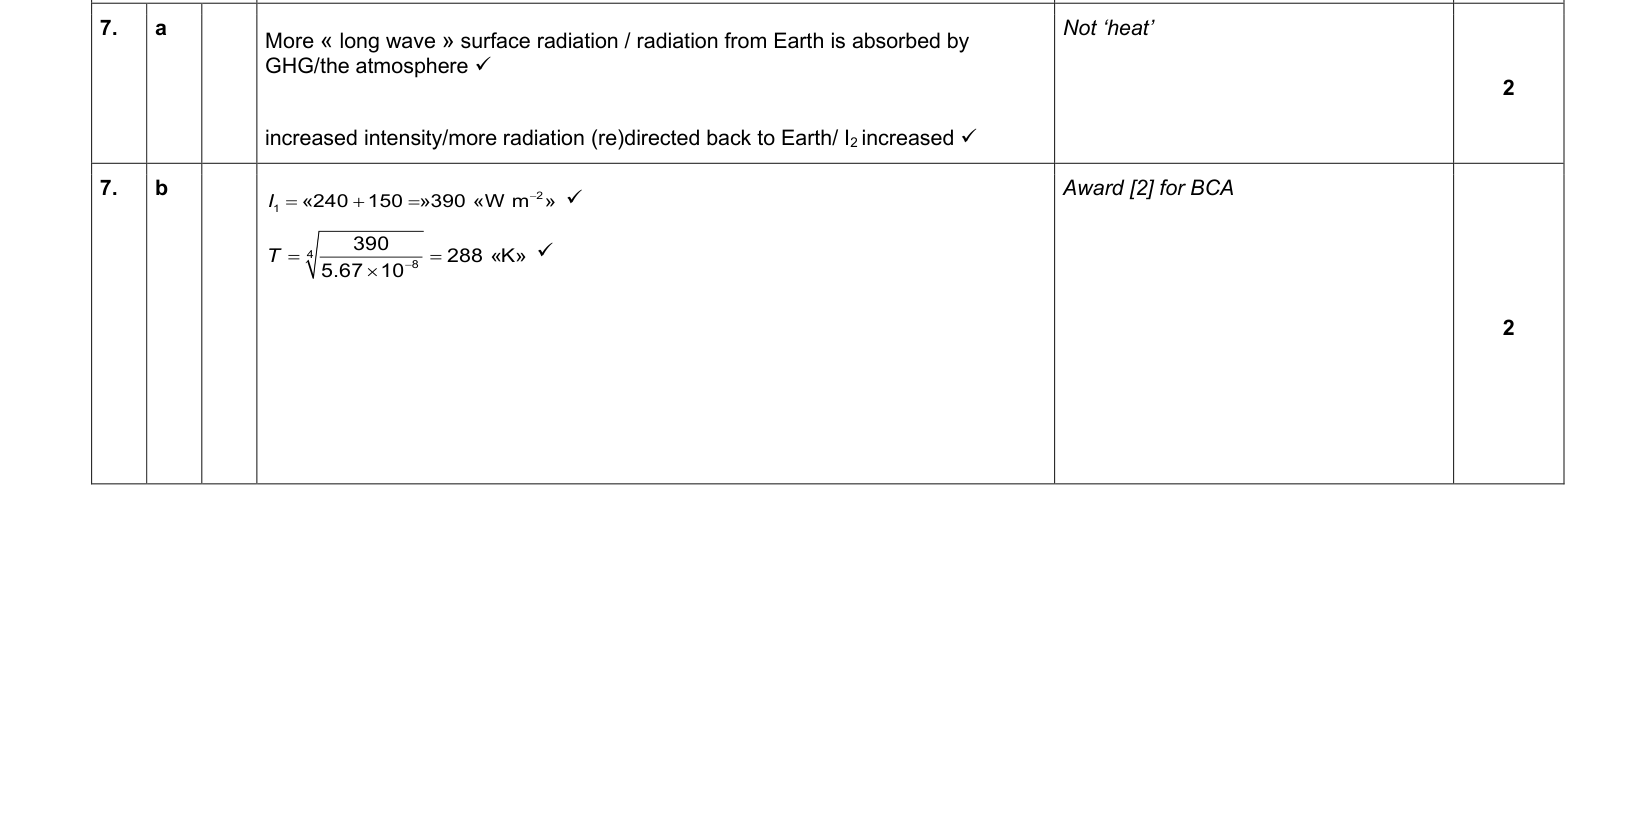 7. a More « long wave » surface radiation / radiation from Earth is absorbed by
GHG/the atmosphere ✓
increased intensity/more radiation (re)directed back to Earth/ I₂ increased ✓
Not ‘heat’
2
7. b I₁ = «240 + 150 =»390 «W m⁻²» ✓
T = ⁴√(390 / 5.67 × 10⁻⁸) = 288 «K» ✓
Award [2] for BCA
2